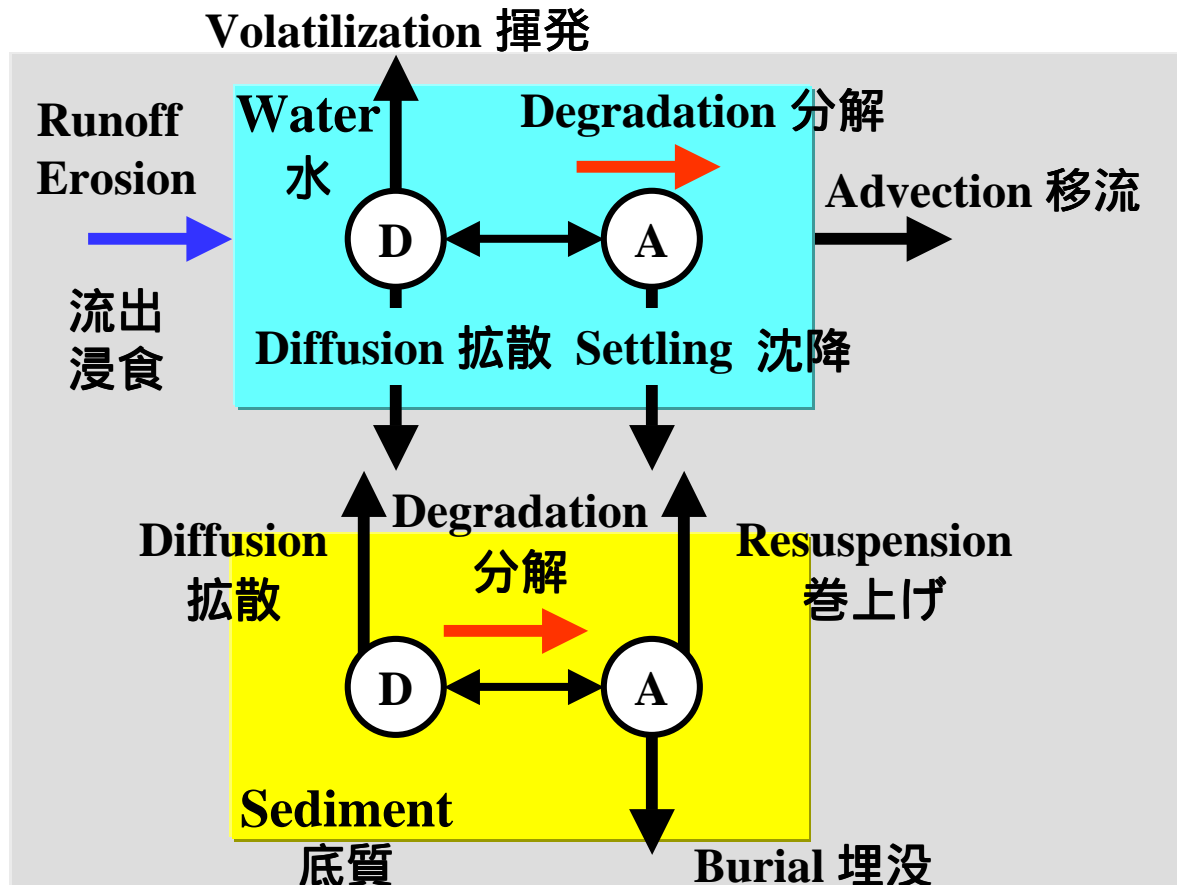 Volatilization 揮発
Runoff
Erosion
Water
水
Degradation 分解
Advection 移流
D
A
流出
浸食
Diffusion 拡散
Settling 沈降
Degradation
分解
Diffusion
拡散
Resuspension
巻上げ
D
A
Sediment
底質
Burial 埋没